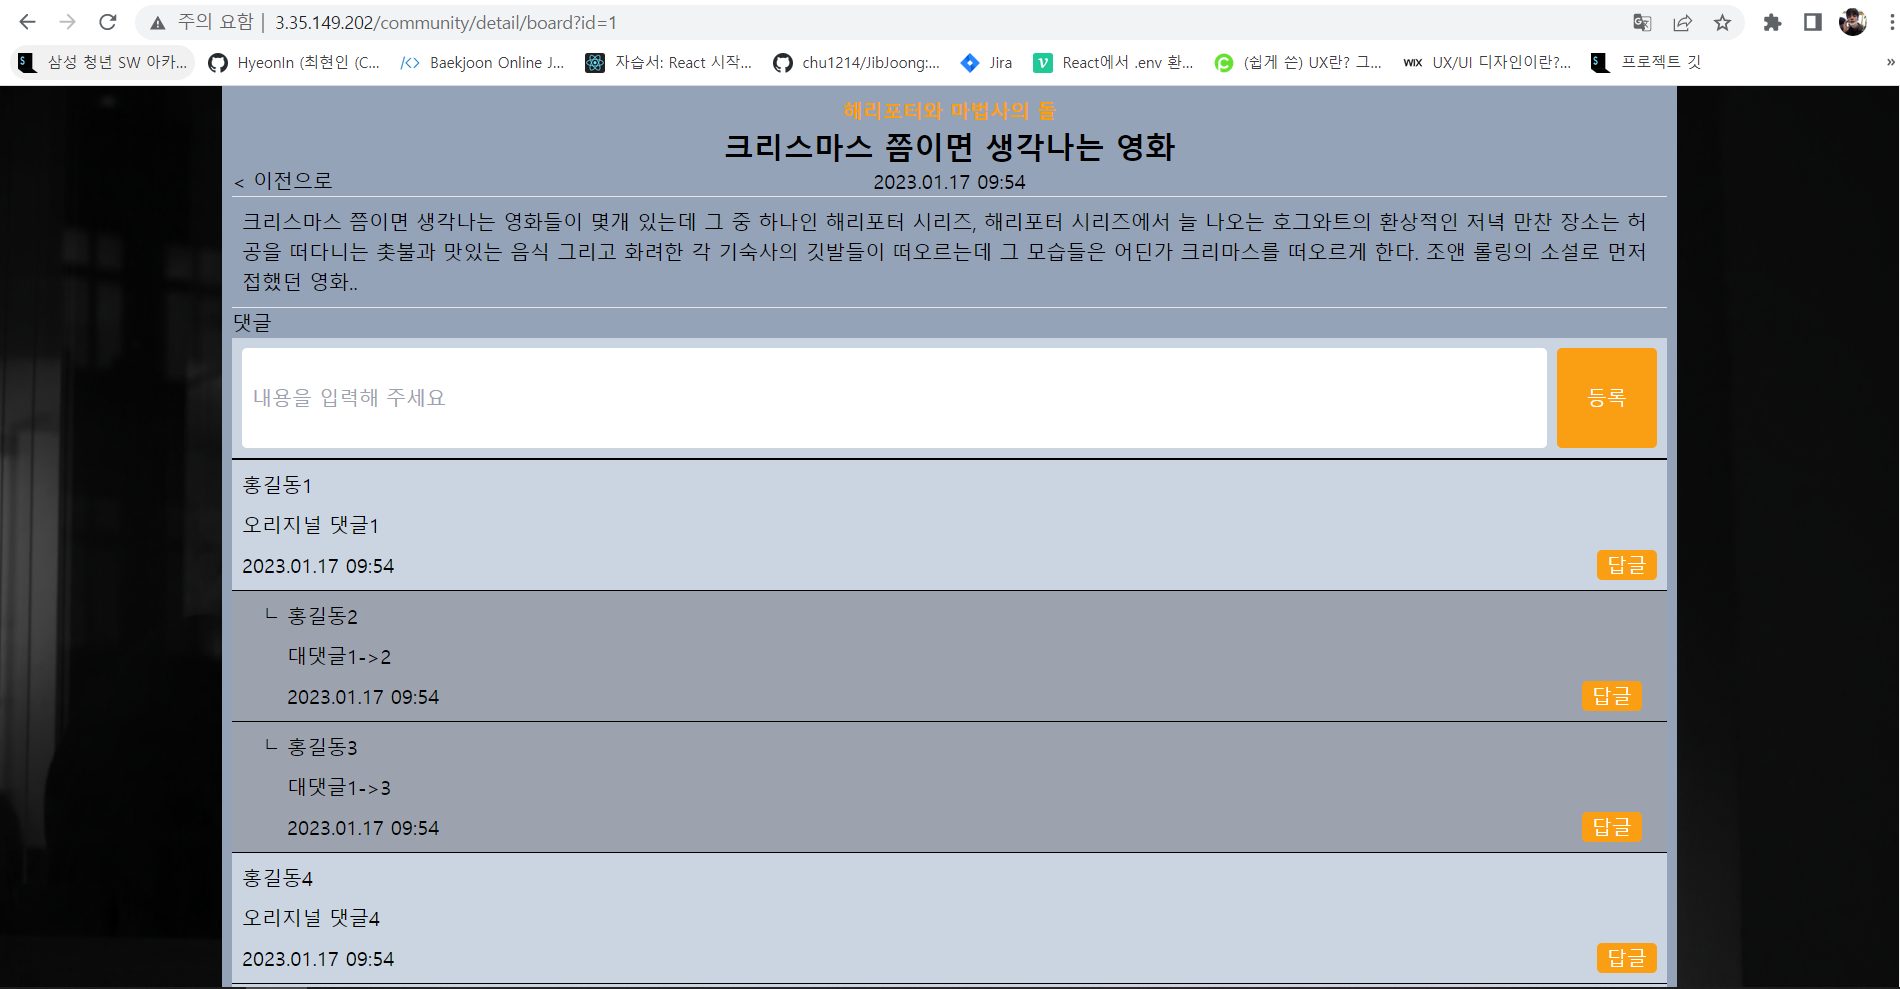 주의 요함 | 3.35.149.202/community/detail/board?id=1
삼성 청년 SW 아카... HyeonIn (최현인 (C... Baekjoon Online J... 자습서: React 시작... chu1214/JibJoong:... Jira React에서 .env 환... (쉽게 쓴) UX란? 그... WIX UX/UI 디자인이란?... 프로젝트 깃 »
해리포터와 마법사의 돌
크리스마스 쯤이면 생각나는 영화
< 이전으로 2023.01.17 09:54
크리스마스 쯤이면 생각나는 영화들이 몇개 있는데 그 중 하나인 해리포터 시리즈, 해리포터 시리즈에서 늘 나오는 호그와트의 환상적인 저녁 만찬 장소는 허
공을 떠다니는 촛불과 맛있는 음식 그리고 화려한 각 기숙사의 깃발들이 떠오르는데 그 모습들은 어딘가 크리마스를 떠오르게 한다. 조앤 롤링의 소설로 먼저
접했던 영화..
댓글
내용을 입력해 주세요 등록
홍길동1
오리지널 댓글1
2023.01.17 09:54 답글
ㄴ 홍길동2
대댓글1->2
2023.01.17 09:54 답글
ㄴ 홍길동3
대댓글1->3
2023.01.17 09:54 답글
홍길동4
오리지널 댓글4
2023.01.17 09:54 답글